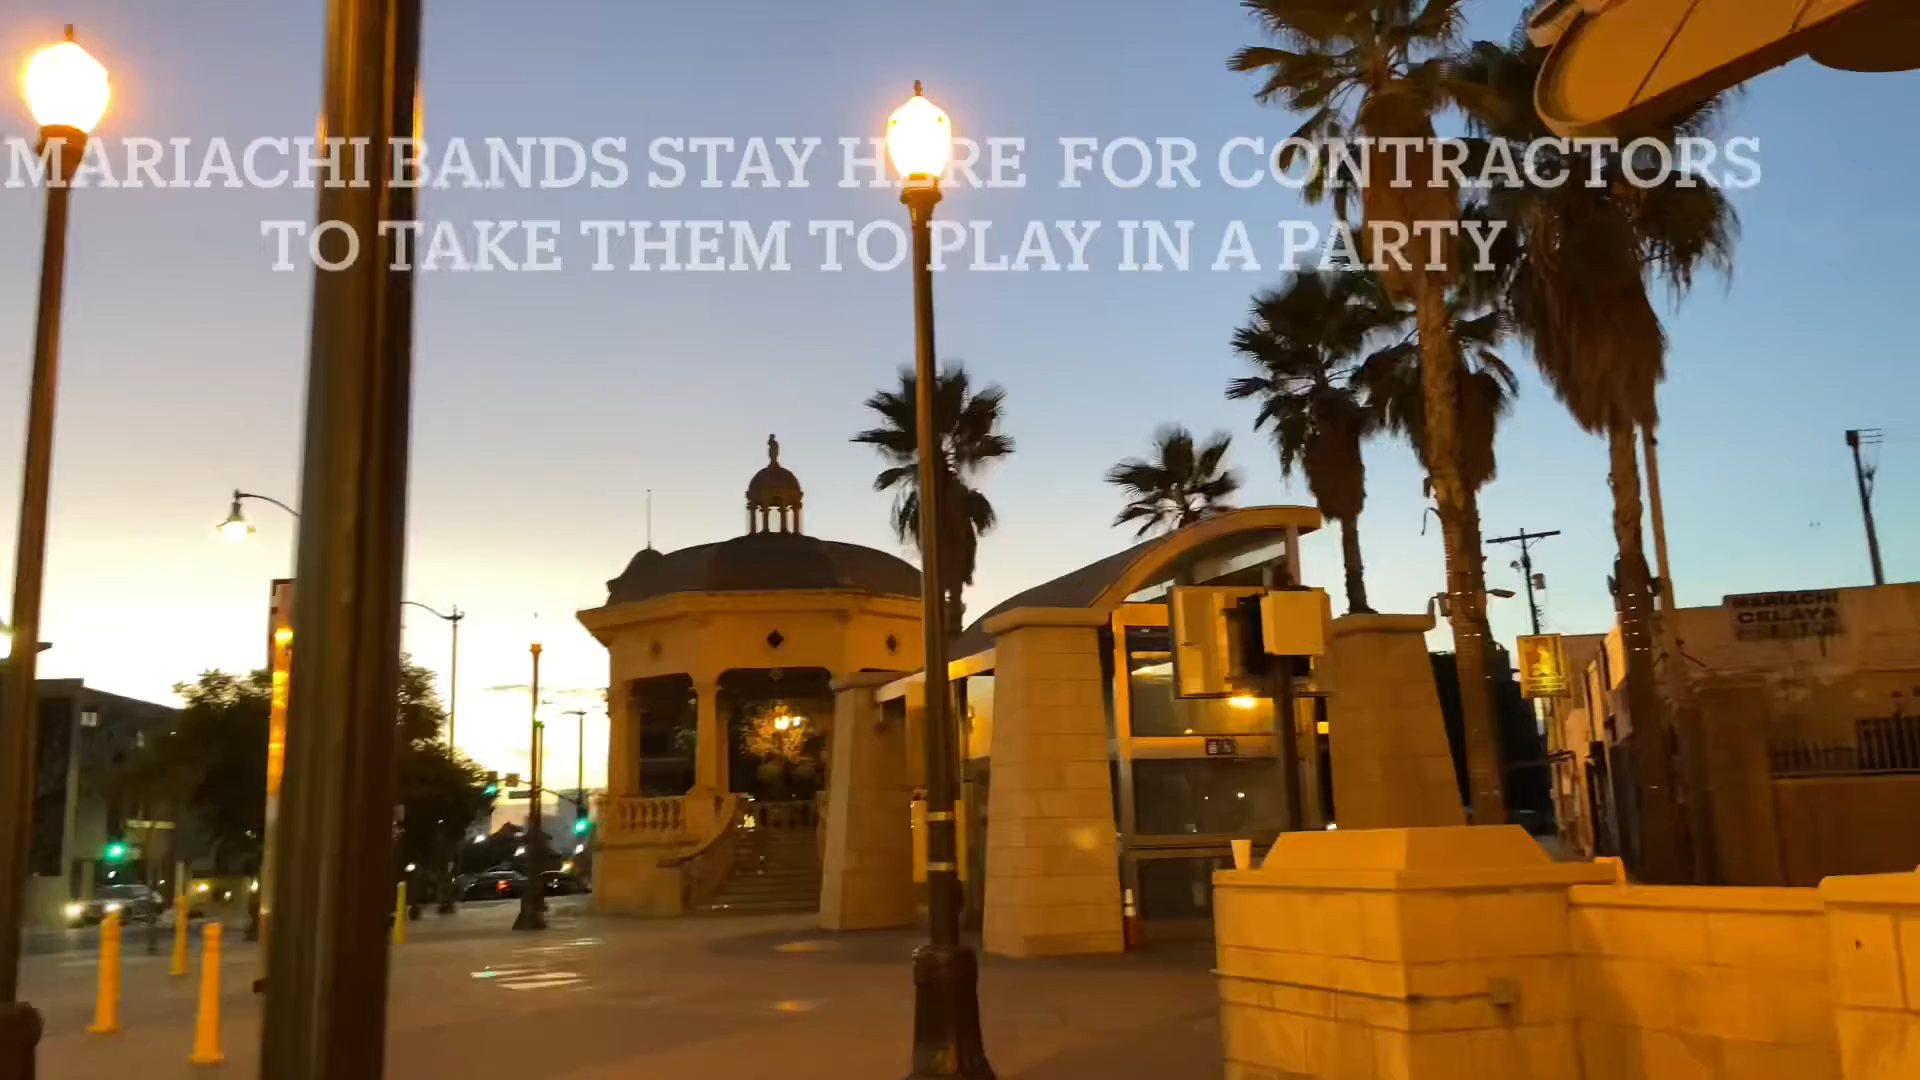 MARIACHI BANDS STAY HERE FOR CONTRACTORS
TO TAKE THEM TO PLAY IN A PARTY
MARIACHI
CELAYA